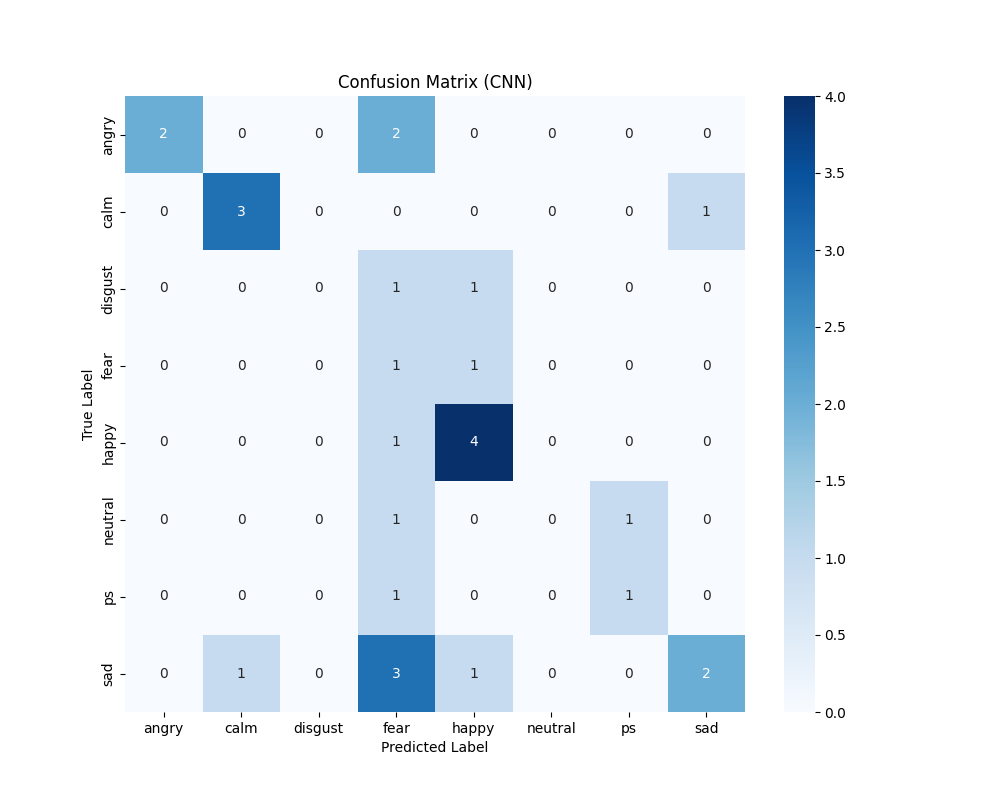 Confusion Matrix (CNN)
True Label
angry 2 0 0 2 0 0 0 0
calm 0 3 0 0 0 0 0 1
disgust 0 0 0 1 1 0 0 0
fear 0 0 0 1 1 0 0 0
happy 0 0 0 1 4 0 0 0
neutral 0 0 0 1 0 0 1 0
ps 0 0 0 1 0 0 1 0
sad 0 1 0 3 1 0 0 2
angry calm disgust fear happy neutral ps sad
Predicted Label
4.0
3.5
3.0
2.5
2.0
1.5
1.0
0.5
0.0